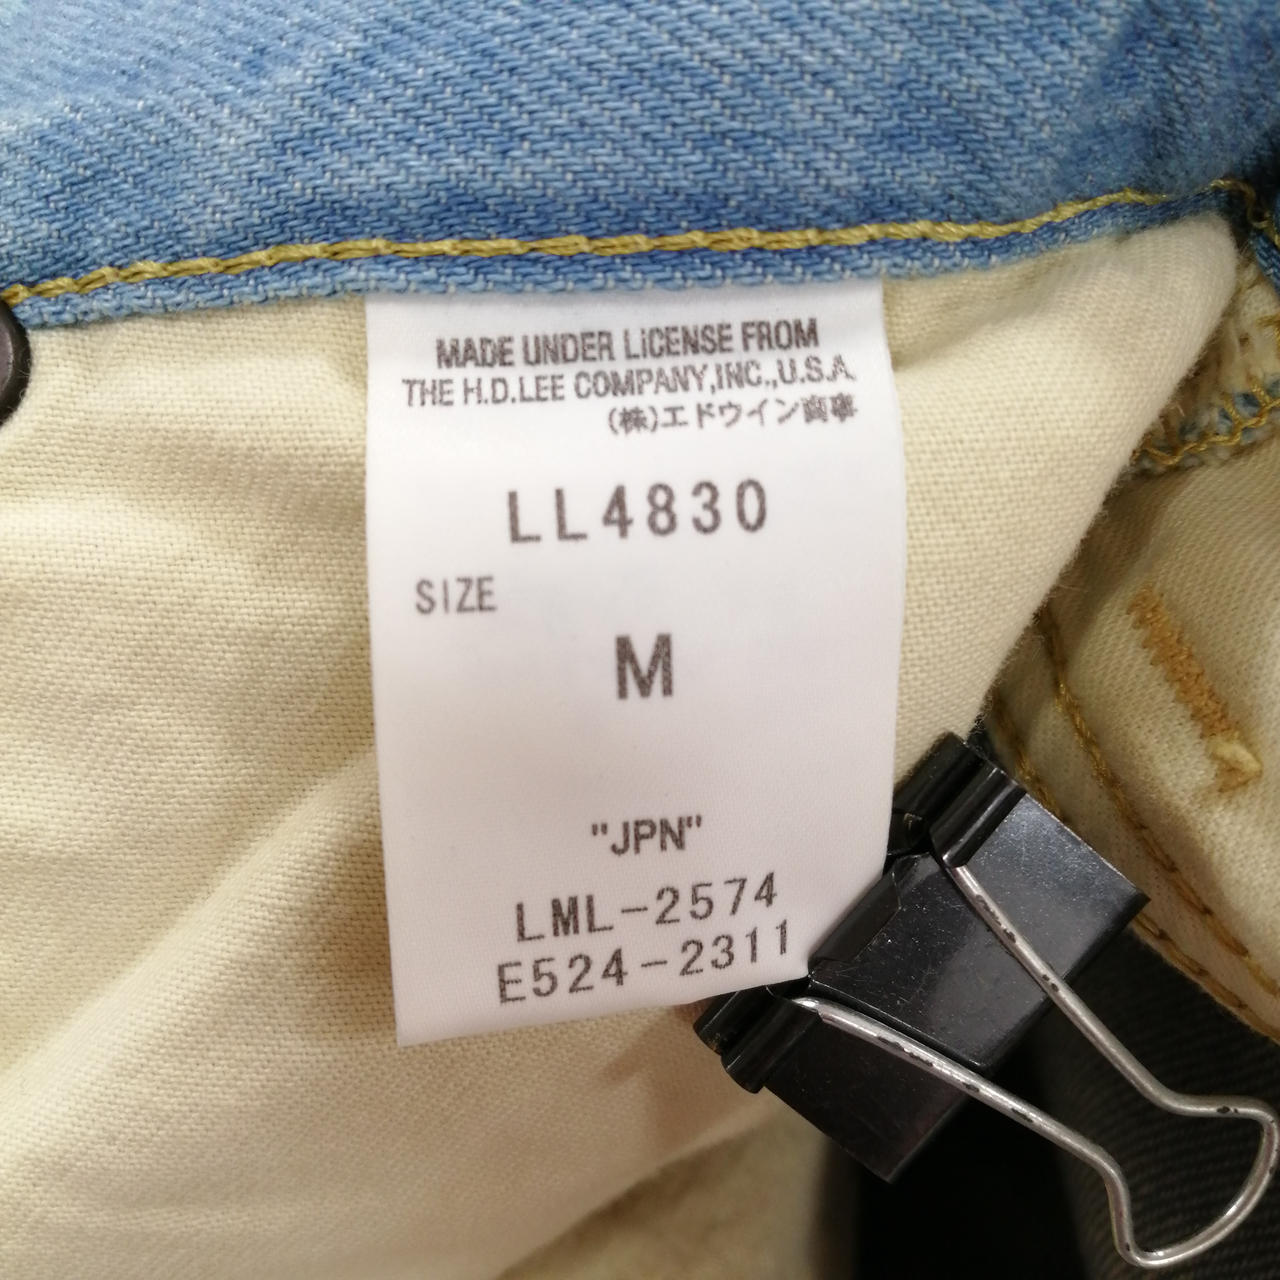 MADE UNDER LICENSE FROM
THE H.D.LEE COMPANY,INC.,U.S.A.
(株)エドウイン商事
LL4830
SIZE
M
"JPN"
LML-2574
E524-2311